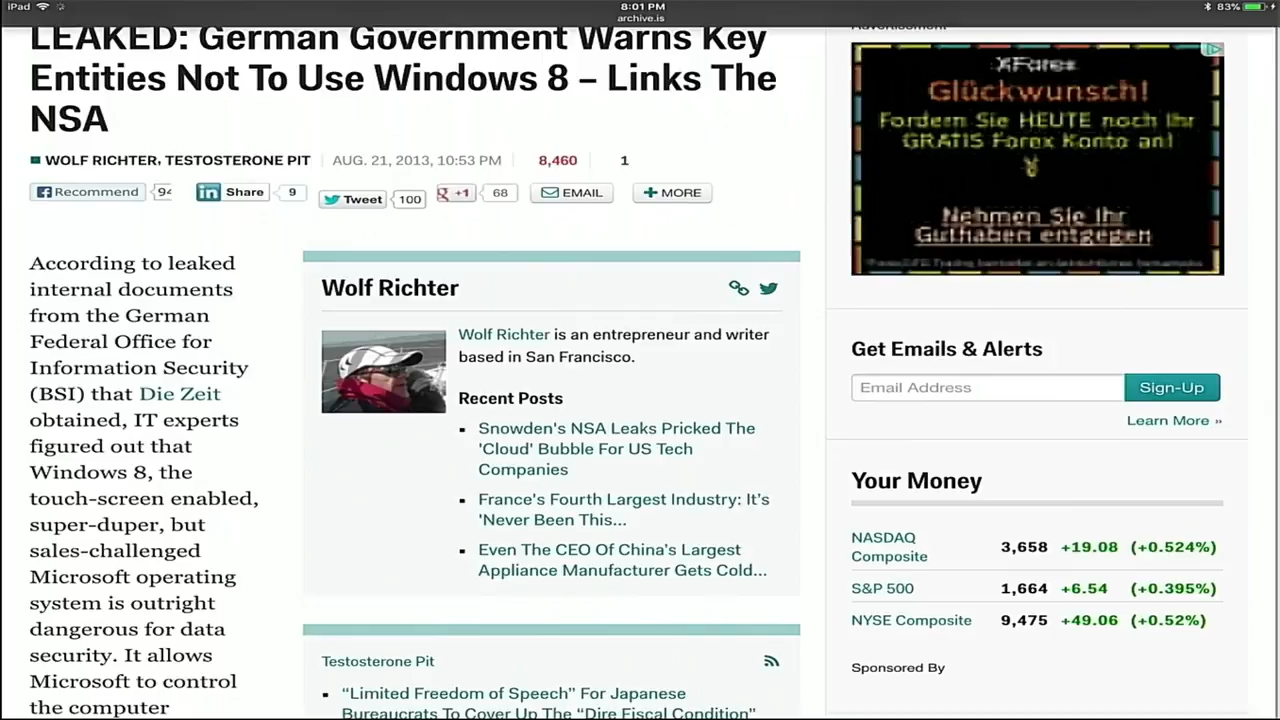 iPad
8:01 PM
83%
archive.is
LEAKED: German Government Warns Key
Entities Not To Use Windows 8 – Links The
NSA
WOLF RICHTER, TESTOSTERONE PIT
AUG. 21, 2013, 10:53 PM
8,460
1
Recommend
Share
9
Tweet
100
+1
68
EMAIL
MORE
According to leaked
internal documents
from the German
Federal Office for
Information Security
(BSI) that Die Zeit
obtained, IT experts
figured out that
Windows 8, the
touch-screen enabled,
super-duper, but
sales-challenged
Microsoft operating
system is outright
dangerous for data
security. It allows
Microsoft to control
the computer
Wolf Richter
Wolf Richter is an entrepreneur and writer
based in San Francisco.
Recent Posts
Snowden's NSA Leaks Pricked The
'Cloud' Bubble For US Tech
Companies
France's Fourth Largest Industry: It's
'Never Been This...
Even The CEO Of China's Largest
Appliance Manufacturer Gets Cold...
Testosterone Pit
“Limited Freedom of Speech” For Japanese
Bureaucrats To Cover Up The “Dire Fiscal Condition”
Advertisement
XForex
Glückwunsch!
Fordern Sie HEUTE noch Ihr
GRATIS Forex Konto an!
Nehmen Sie Ihr
Guthaben entgegen
Get Emails & Alerts
Email Address
Sign-Up
Learn More »
Your Money
NASDAQ
Composite
3,658 +19.08 (+0.524%)
S&P 500 1,664 +6.54 (+0.395%)
NYSE Composite 9,475 +49.06 (+0.52%)
Sponsored By